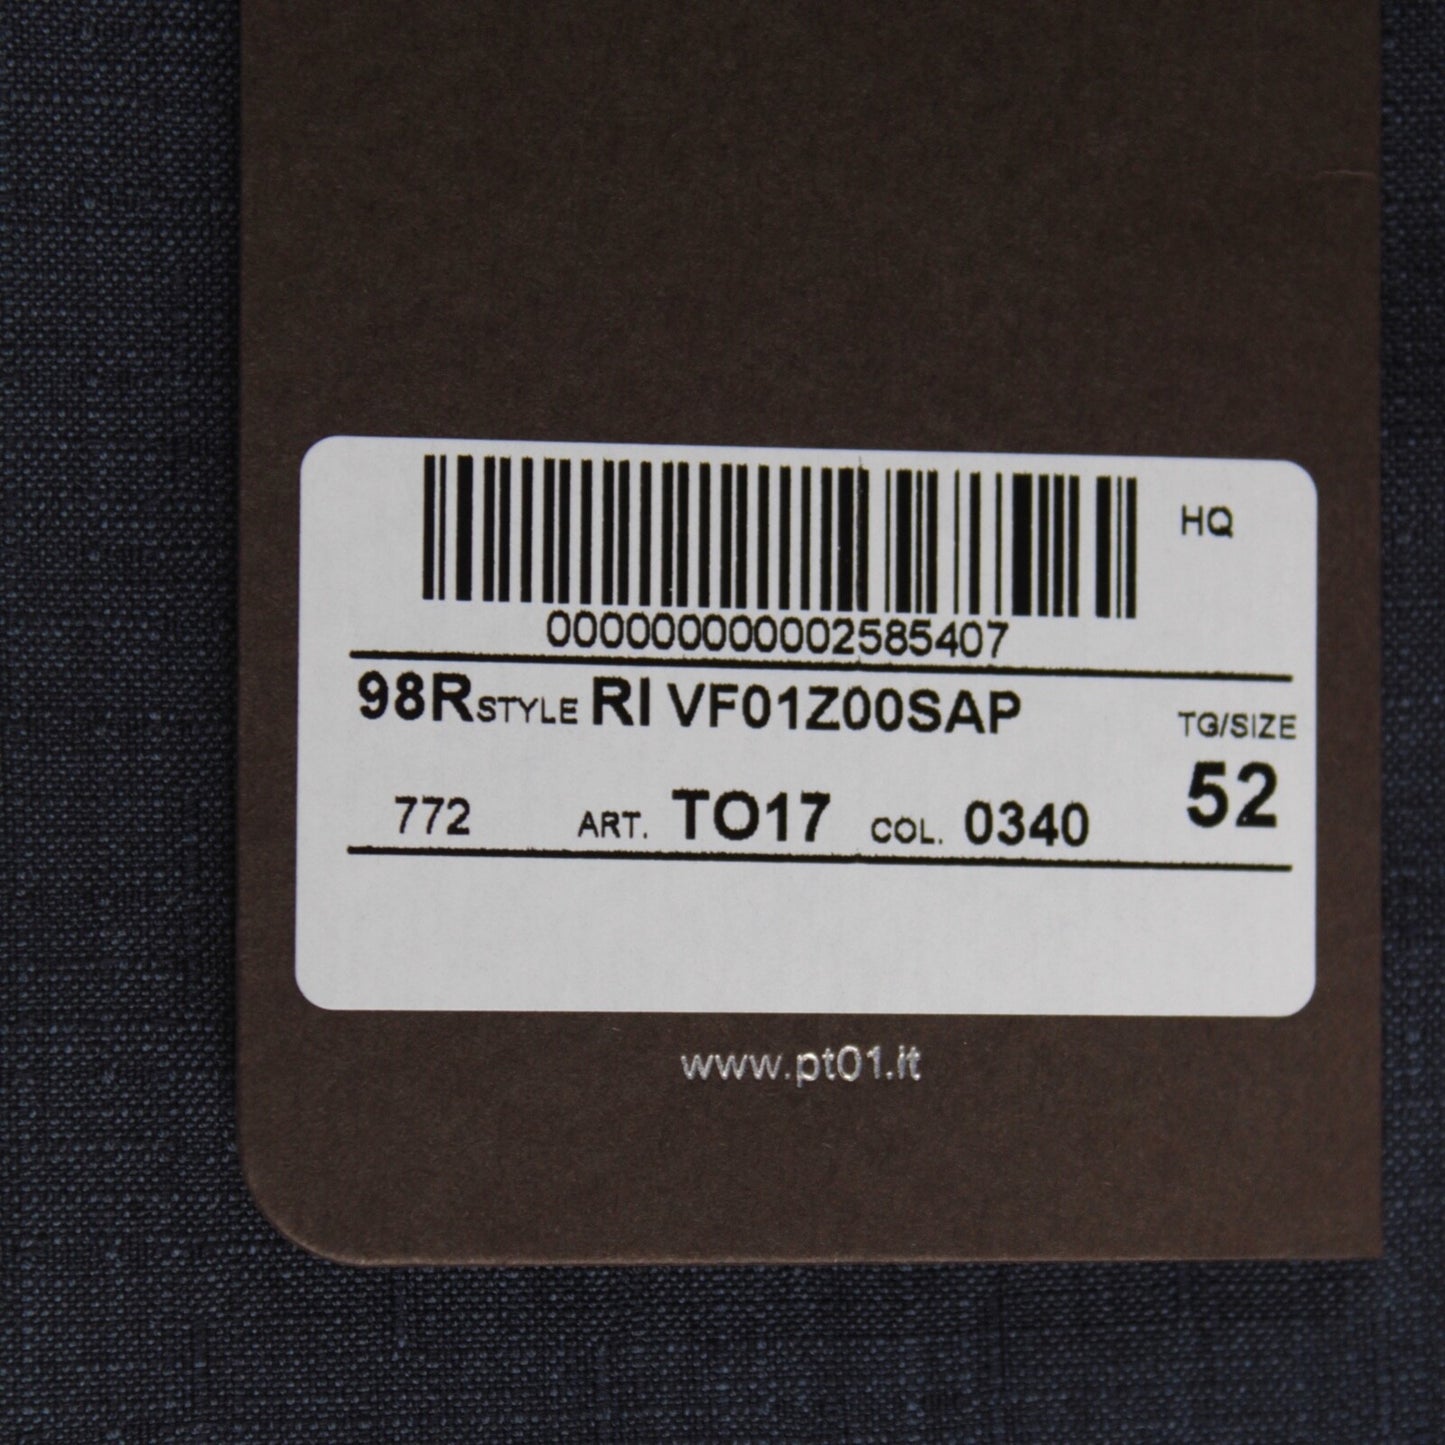 HQ
000000000002585407
98R STYLE RI VF01Z00SAP
TG/SIZE
52
772 ART. TO17 COL. 0340
www.pt01.it